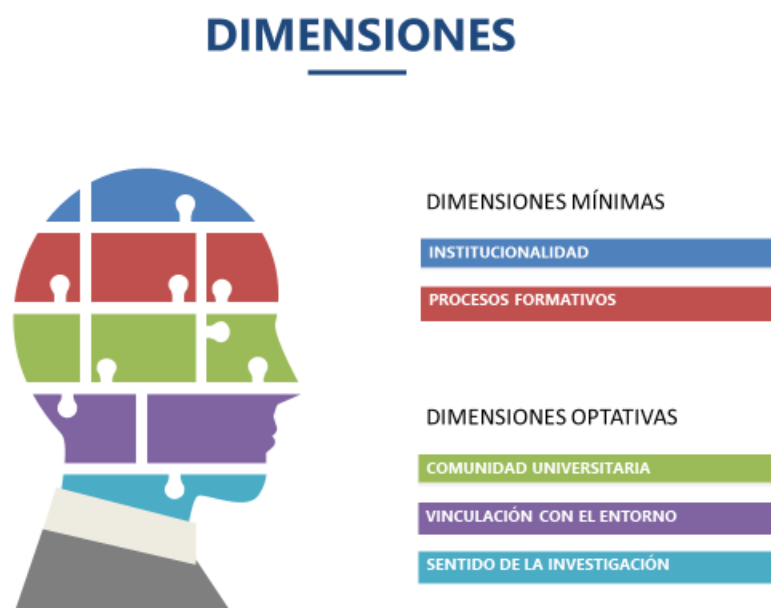 DIMENSIONES
DIMENSIONES MÍNIMAS
INSTITUCIONALIDAD
PROCESOS FORMATIVOS
DIMENSIONES OPTATIVAS
COMUNIDAD UNIVERSITARIA
VINCULACIÓN CON EL ENTORNO
SENTIDO DE LA INVESTIGACIÓN